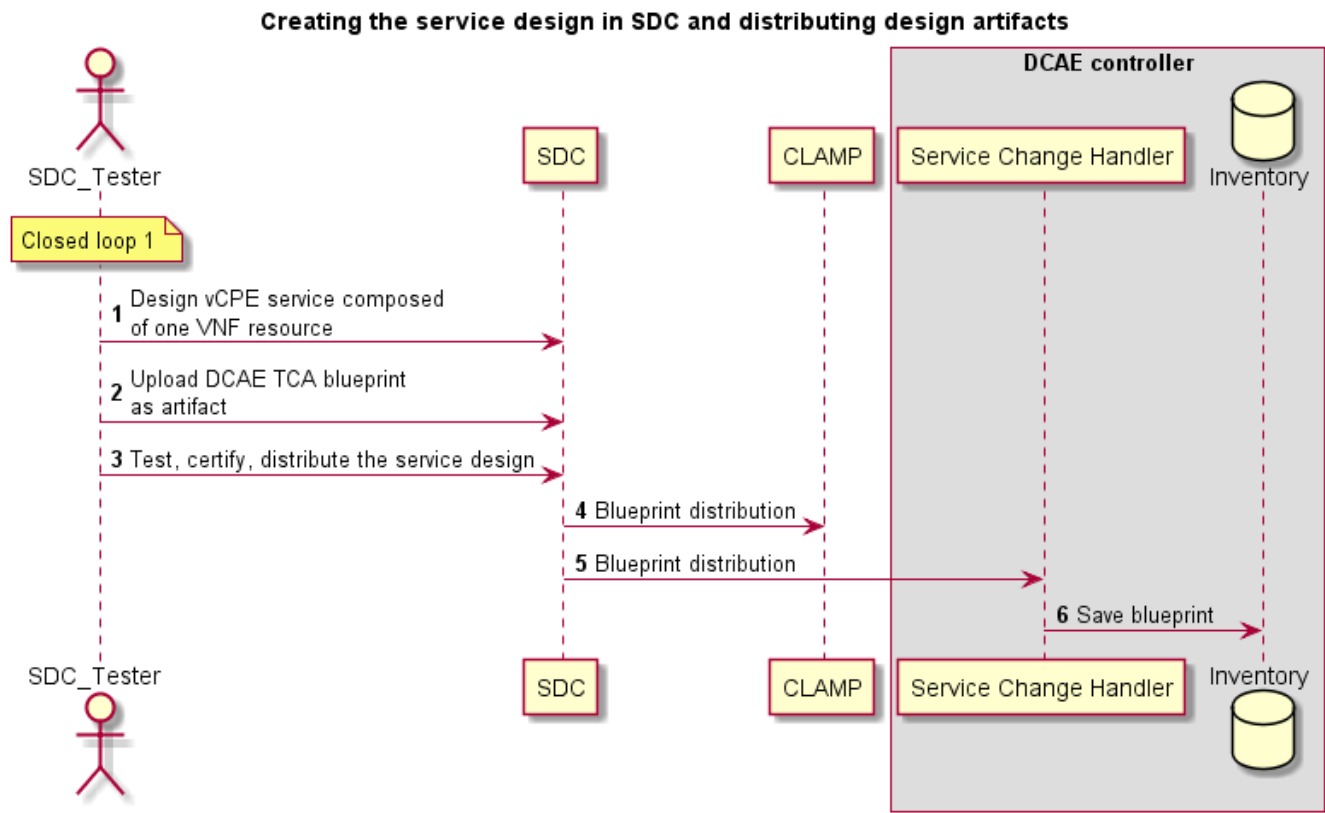 Creating the service design in SDC and distributing design artifacts
DCAE controller
SDC_Tester
SDC
CLAMP
Service Change Handler
Inventory
Closed loop 1
1 Design vCPE service composed
of one VNF resource
2 Upload DCAE TCA blueprint
as artifact
3 Test, certify, distribute the service design
4 Blueprint distribution
5 Blueprint distribution
6 Save blueprint
SDC_Tester
SDC
CLAMP
Service Change Handler
Inventory